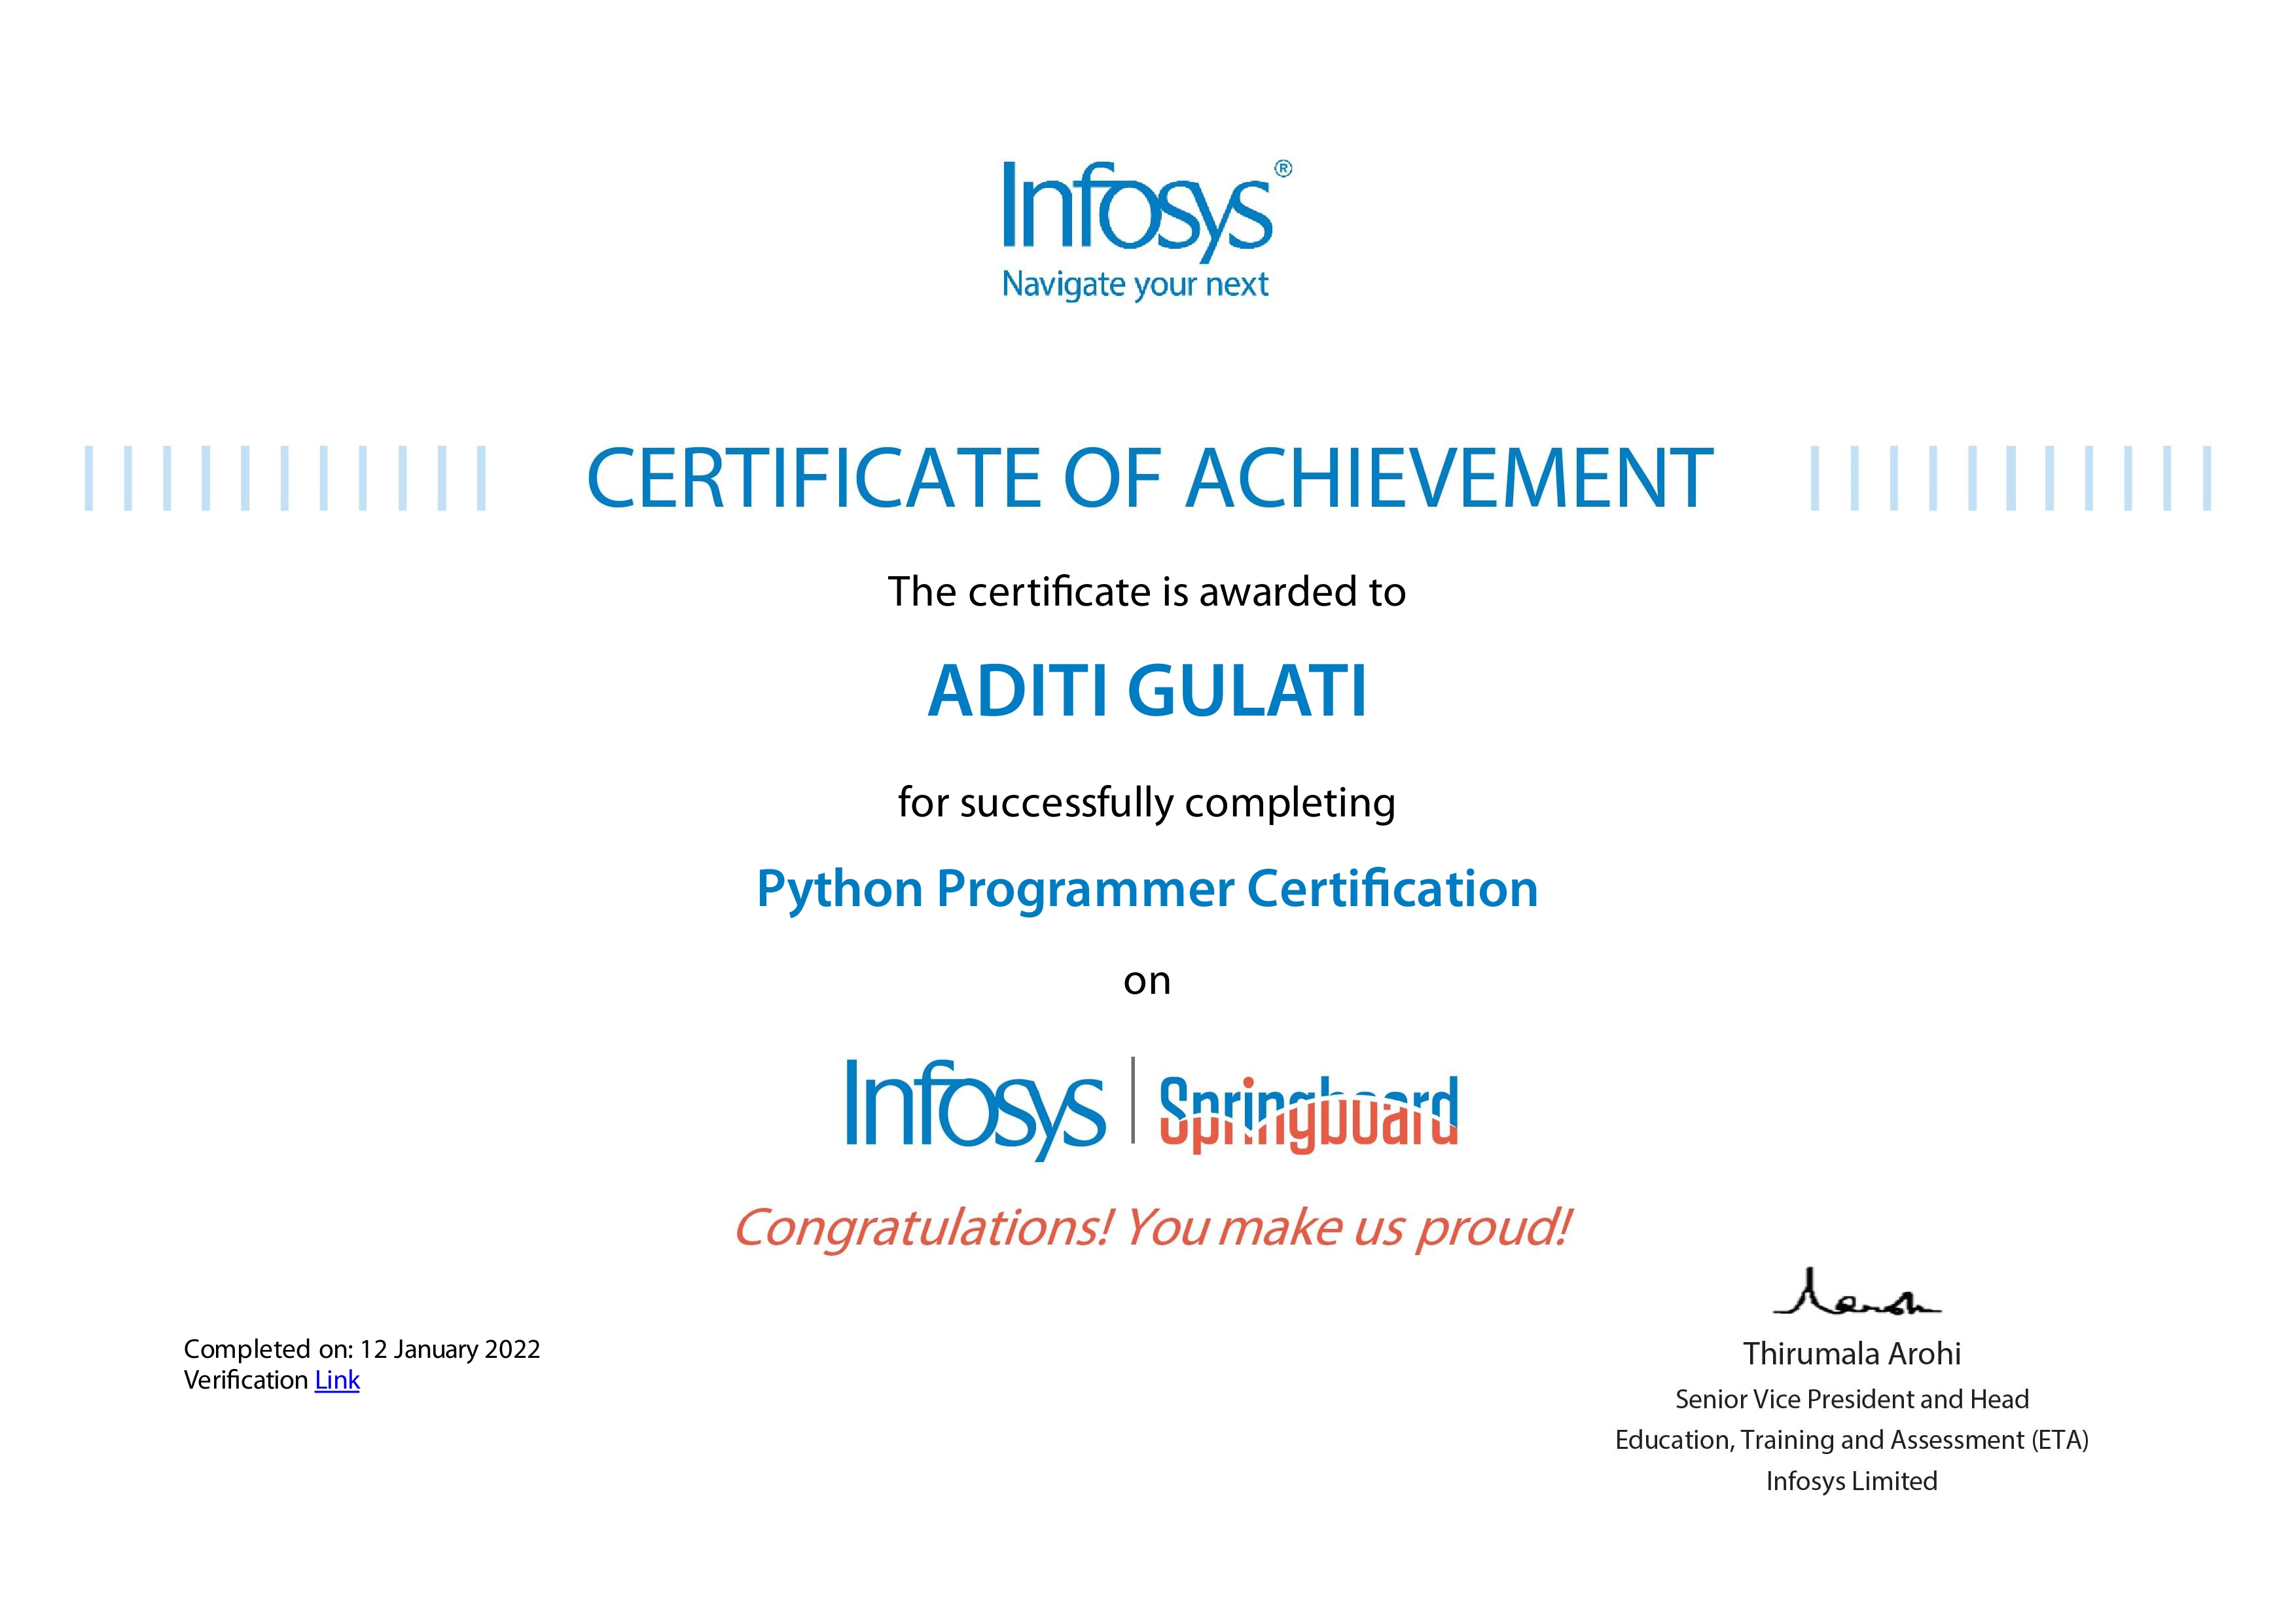 Infosys®
Navigate your next
CERTIFICATE OF ACHIEVEMENT
The certificate is awarded to
ADITI GULATI
for successfully completing
Python Programmer Certification
on
Infosys | Springboard
Congratulations! You make us proud!
Completed on: 12 January 2022
Verification Link
Thirumala Arohi
Senior Vice President and Head
Education, Training and Assessment (ETA)
Infosys Limited